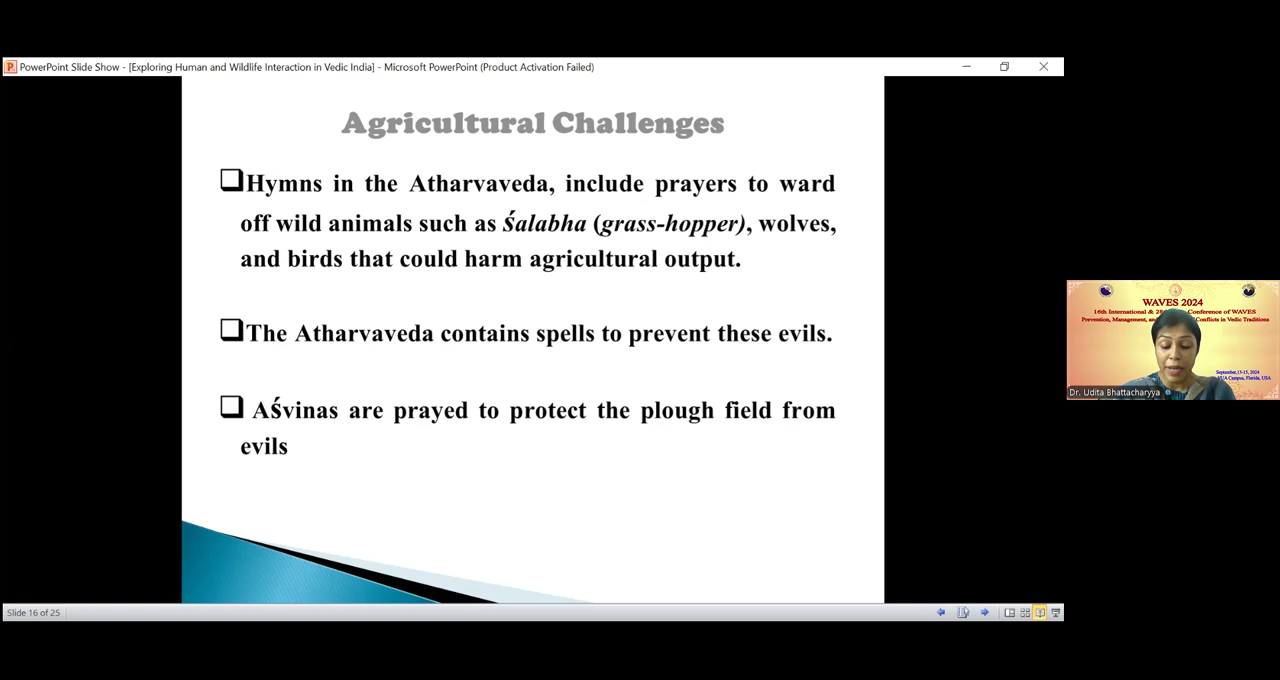 PowerPoint Slide Show - [Exploring Human and Wildlife Interaction in Vedic India] - Microsoft PowerPoint (Product Activation Failed)
Agricultural Challenges
Hymns in the Atharvaveda, include prayers to ward
off wild animals such as śalabha (grass-hopper), wolves,
and birds that could harm agricultural output.
The Atharvaveda contains spells to prevent these evils.
Aśvinas are prayed to protect the plough field from
evils
Slide 16 of 25
WAVES 2024
16th International & 28 Conference of WAVES
Prevention, Management, and Conflicts in Vedic Traditions
September,13-15, 2024
Campus, Florida, USA
Dr. Udita Bhattacharyya